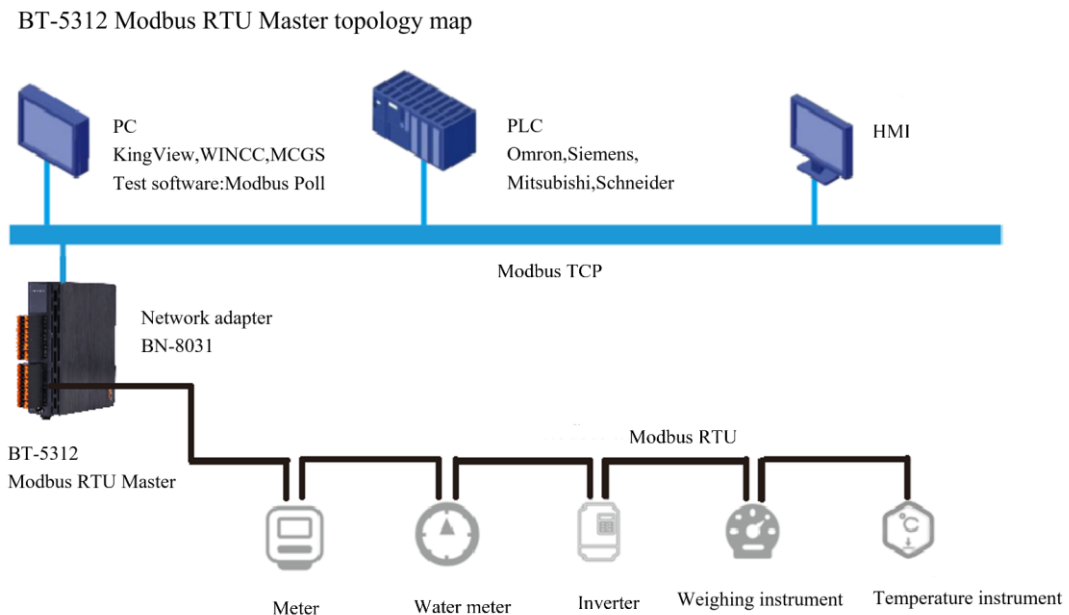 BT-5312 Modbus RTU Master topology map
PC
KingView,WINCC,MCGS
Test software:Modbus Poll
PLC
Omron,Siemens,
Mitsubishi,Schneider
HMI
Modbus TCP
Network adapter
BN-8031
BT-5312
Modbus RTU Master
Modbus RTU
°C
Meter
Water meter
Inverter
Weighing instrument
Temperature instrument